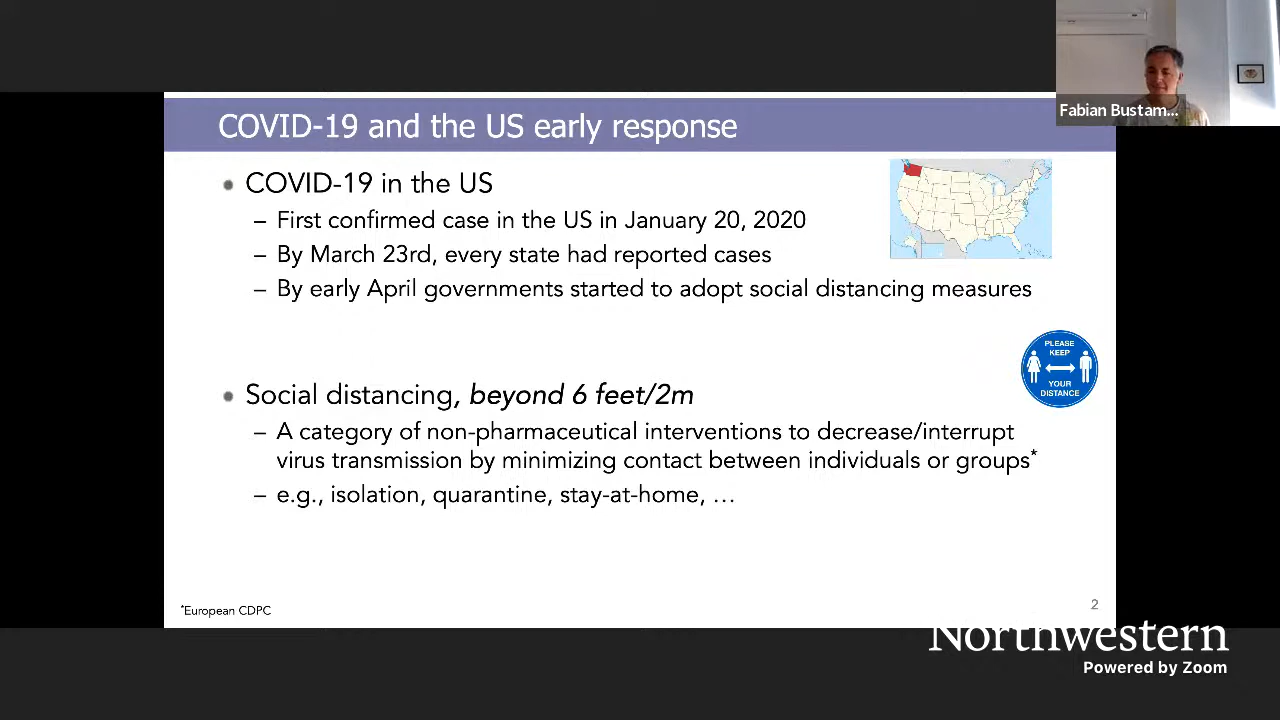 Fabian Bustam...
COVID-19 and the US early response
COVID-19 in the US
– First confirmed case in the US in January 20, 2020
– By March 23rd, every state had reported cases
– By early April governments started to adopt social distancing measures
PLEASE
KEEP
YOUR
DISTANCE
Social distancing, beyond 6 feet/2m
– A category of non-pharmaceutical interventions to decrease/interrupt
virus transmission by minimizing contact between individuals or groups*
– e.g., isolation, quarantine, stay-at-home, …
*European CDPC
2
Northwestern
Powered by Zoom